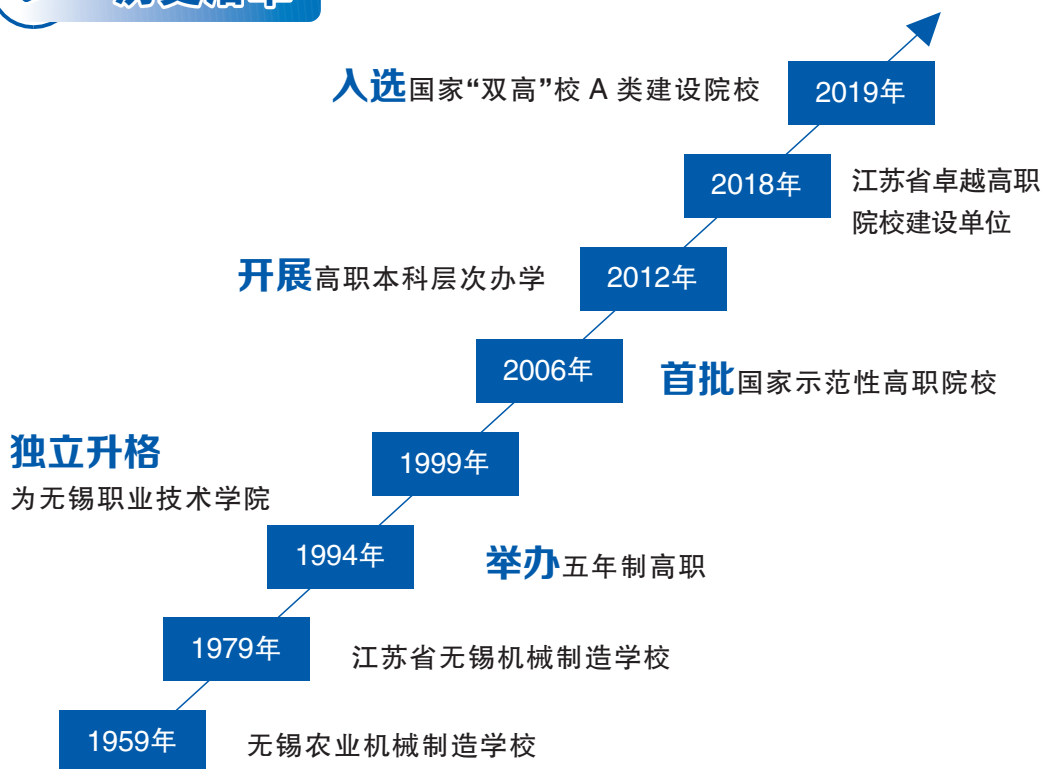 入选国家“双高”校 A 类建设院校
2019年
2018年
江苏省卓越高职
院校建设单位
开展高职本科层次办学
2012年
2006年
首批国家示范性高职院校
独立升格
为无锡职业技术学院
1999年
1994年
举办五年制高职
1979年
江苏省无锡机械制造学校
1959年
无锡农业机械制造学校